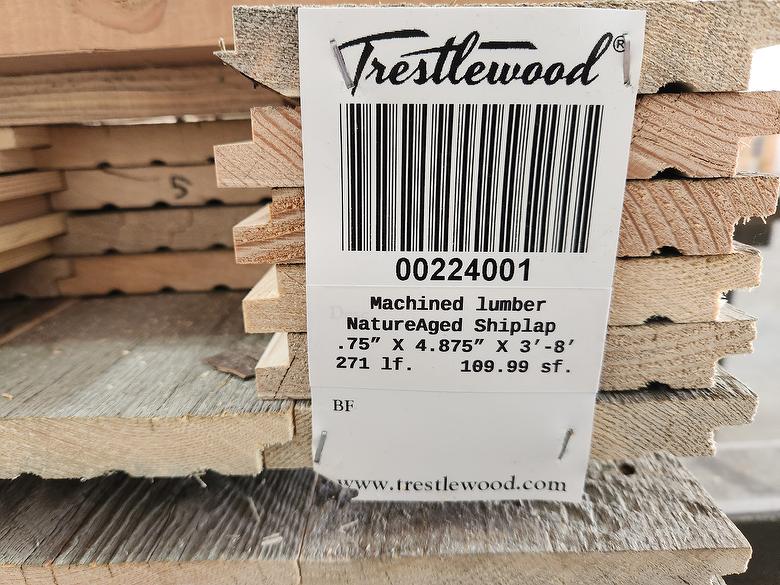 Trestlewood®
00224001
Machined lumber
NatureAged Shiplap
.75” X 4.875” X 3’-8’
271 lf. 109.99 sf.
BF
www.trestlewood.com
5